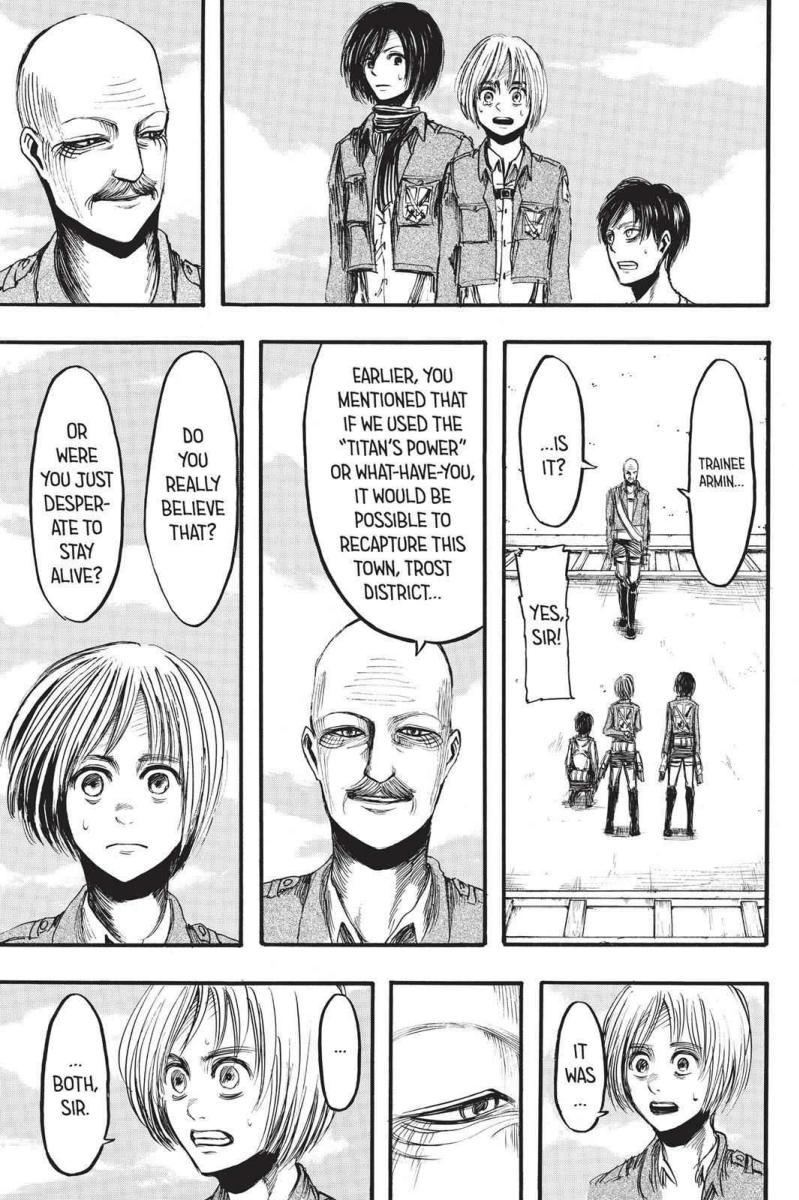 TRAINEE
ARMIN...
...IS
IT?
YES,
SIR!
EARLIER, YOU
MENTIONED THAT
IF WE USED THE
"TITAN'S POWER"
OR WHAT-HAVE-YOU,
IT WOULD BE
POSSIBLE TO
RECAPTURE THIS
TOWN, TROST
DISTRICT...
DO
YOU
REALLY
BELIEVE
THAT?
OR
WERE
YOU JUST
DESPER-
ATE TO
STAY
ALIVE?
IT
WAS
...
...
...
BOTH,
SIR.